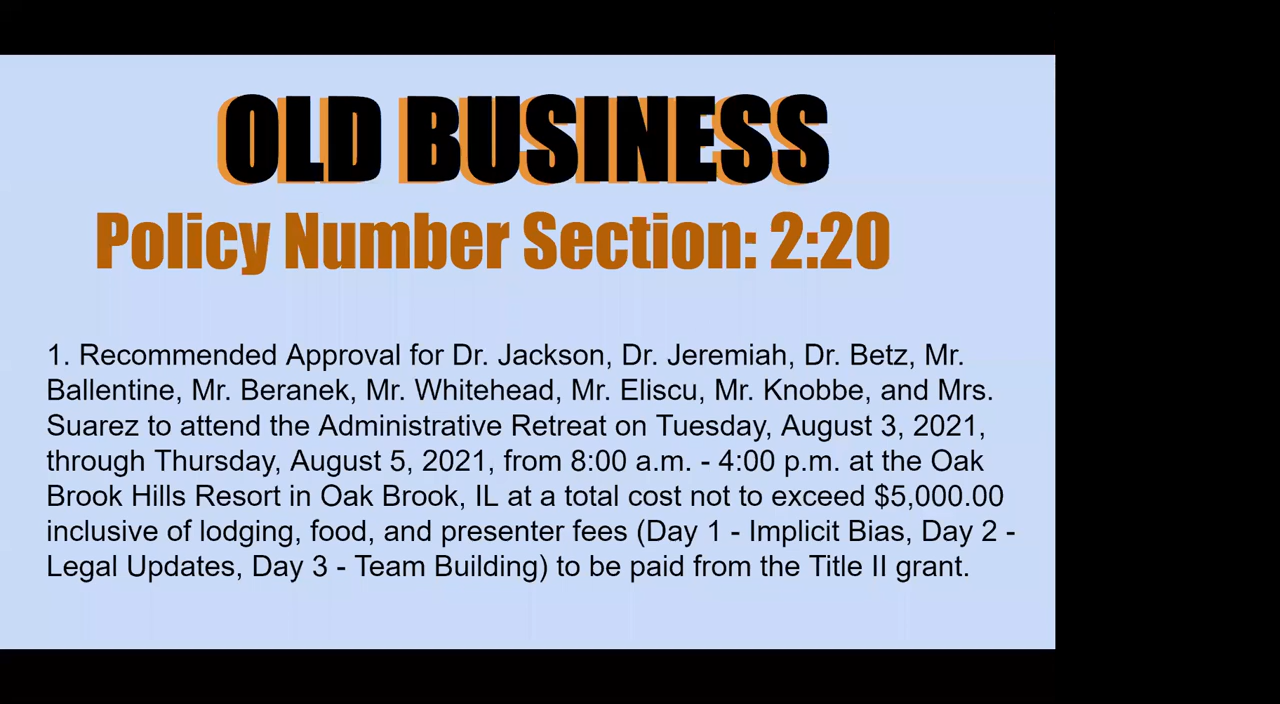 OLD BUSINESS
Policy Number Section: 2:20
1. Recommended Approval for Dr. Jackson, Dr. Jeremiah, Dr. Betz, Mr.
Ballentine, Mr. Beranek, Mr. Whitehead, Mr. Eliscu, Mr. Knobbe, and Mrs.
Suarez to attend the Administrative Retreat on Tuesday, August 3, 2021,
through Thursday, August 5, 2021, from 8:00 a.m. - 4:00 p.m. at the Oak
Brook Hills Resort in Oak Brook, IL at a total cost not to exceed $5,000.00
inclusive of lodging, food, and presenter fees (Day 1 - Implicit Bias, Day 2 -
Legal Updates, Day 3 - Team Building) to be paid from the Title II grant.